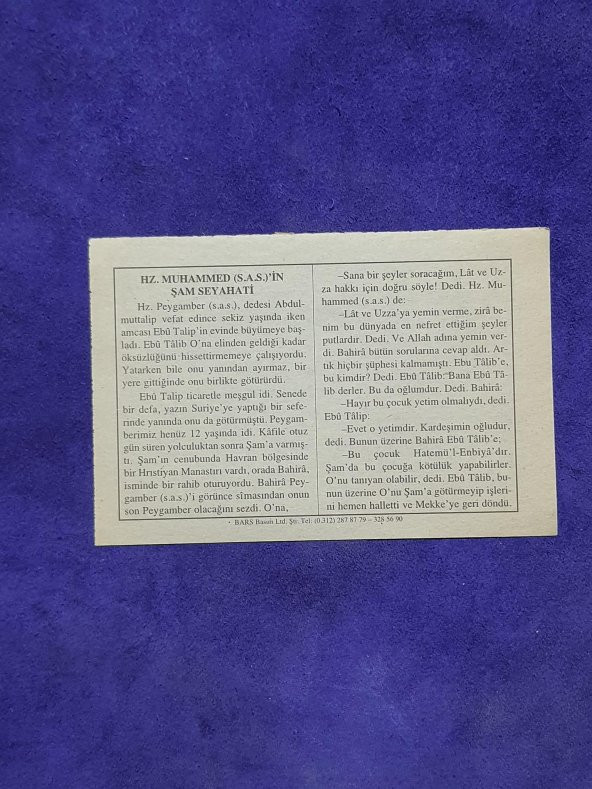 HZ. MUHAMMED (S.A.S.)'İN
ŞAM SEYAHATİ
Hz. Peygamber (s.a.s.), dedesi Abdul-
muttalip vefat edince sekiz yaşında iken
amcası Ebû Talip'in evinde büyümeye baş-
ladı. Ebû Tâlib O'na elinden geldiği kadar
öksüzlüğünü hissettirmemeye çalışıyordu.
Yatarken bile onu yanından ayırmaz, bir
yere gittiğinde onu birlikte götürürdü.
Ebû Talip ticaretle meşgul idi. Senede
bir defa, yazın Suriye'ye yaptığı bir sefe-
rinde yanında onu da götürmüştü. Peygam-
berimiz henüz 12 yaşında idi. Kâfile otuz
gün süren yolculuktan sonra Şam'a varmış-
tı. Şam'ın cenubunda Havran bölgesinde
bir Hristiyan Manastırı vardı, orada Bahirâ,
isminde bir rahib oturuyordu. Bahirâ Pey-
gamber (s.a.s.)'i görünce sîmasından onun
son Peygamber olacağını sezdi. O'na,
–Sana bir şeyler soracağım, Lât ve Uz-
za hakkı için doğru söyle! Dedi. Hz. Mu-
hammed (s.a.s.) de:
–Lât ve Uzza'ya yemin verme, zirâ be-
nim bu dünyada en nefret ettiğim şeyler
putlardır. Dedi. Ve Allah adına yemin ver-
di. Bahirâ bütün sorularına cevap aldı. Ar-
tık hiçbir şüphesi kalmamıştı. Ebu Tâlib'e,
bu kimdir? Dedi. Ebû Tâlib: Bana Ebû Tâ-
lib derler. Bu da oğlumdur. Dedi. Bahirâ:
–Hayır bu çocuk yetim olmalıydı, dedi.
Ebû Tâlip:
–Evet o yetimdir. Kardeşimin oğludur,
dedi. Bunun üzerine Bahirâ Ebû Tâlib'e;
–Bu çocuk Hatemü'l-Enbiyâ'dır.
Şam'da bu çocuğa kötülük yapabilirler.
O'nu tanıyan olabilir, dedi. Ebû Tâlib, bu-
nun üzerine O'nu Şam'a götürmeyip işleri-
ni hemen halletti ve Mekke'ye geri döndü.
• BARS Basım Ltd. Şti. Tel: (0.312) 287 87 79 – 328 56 90